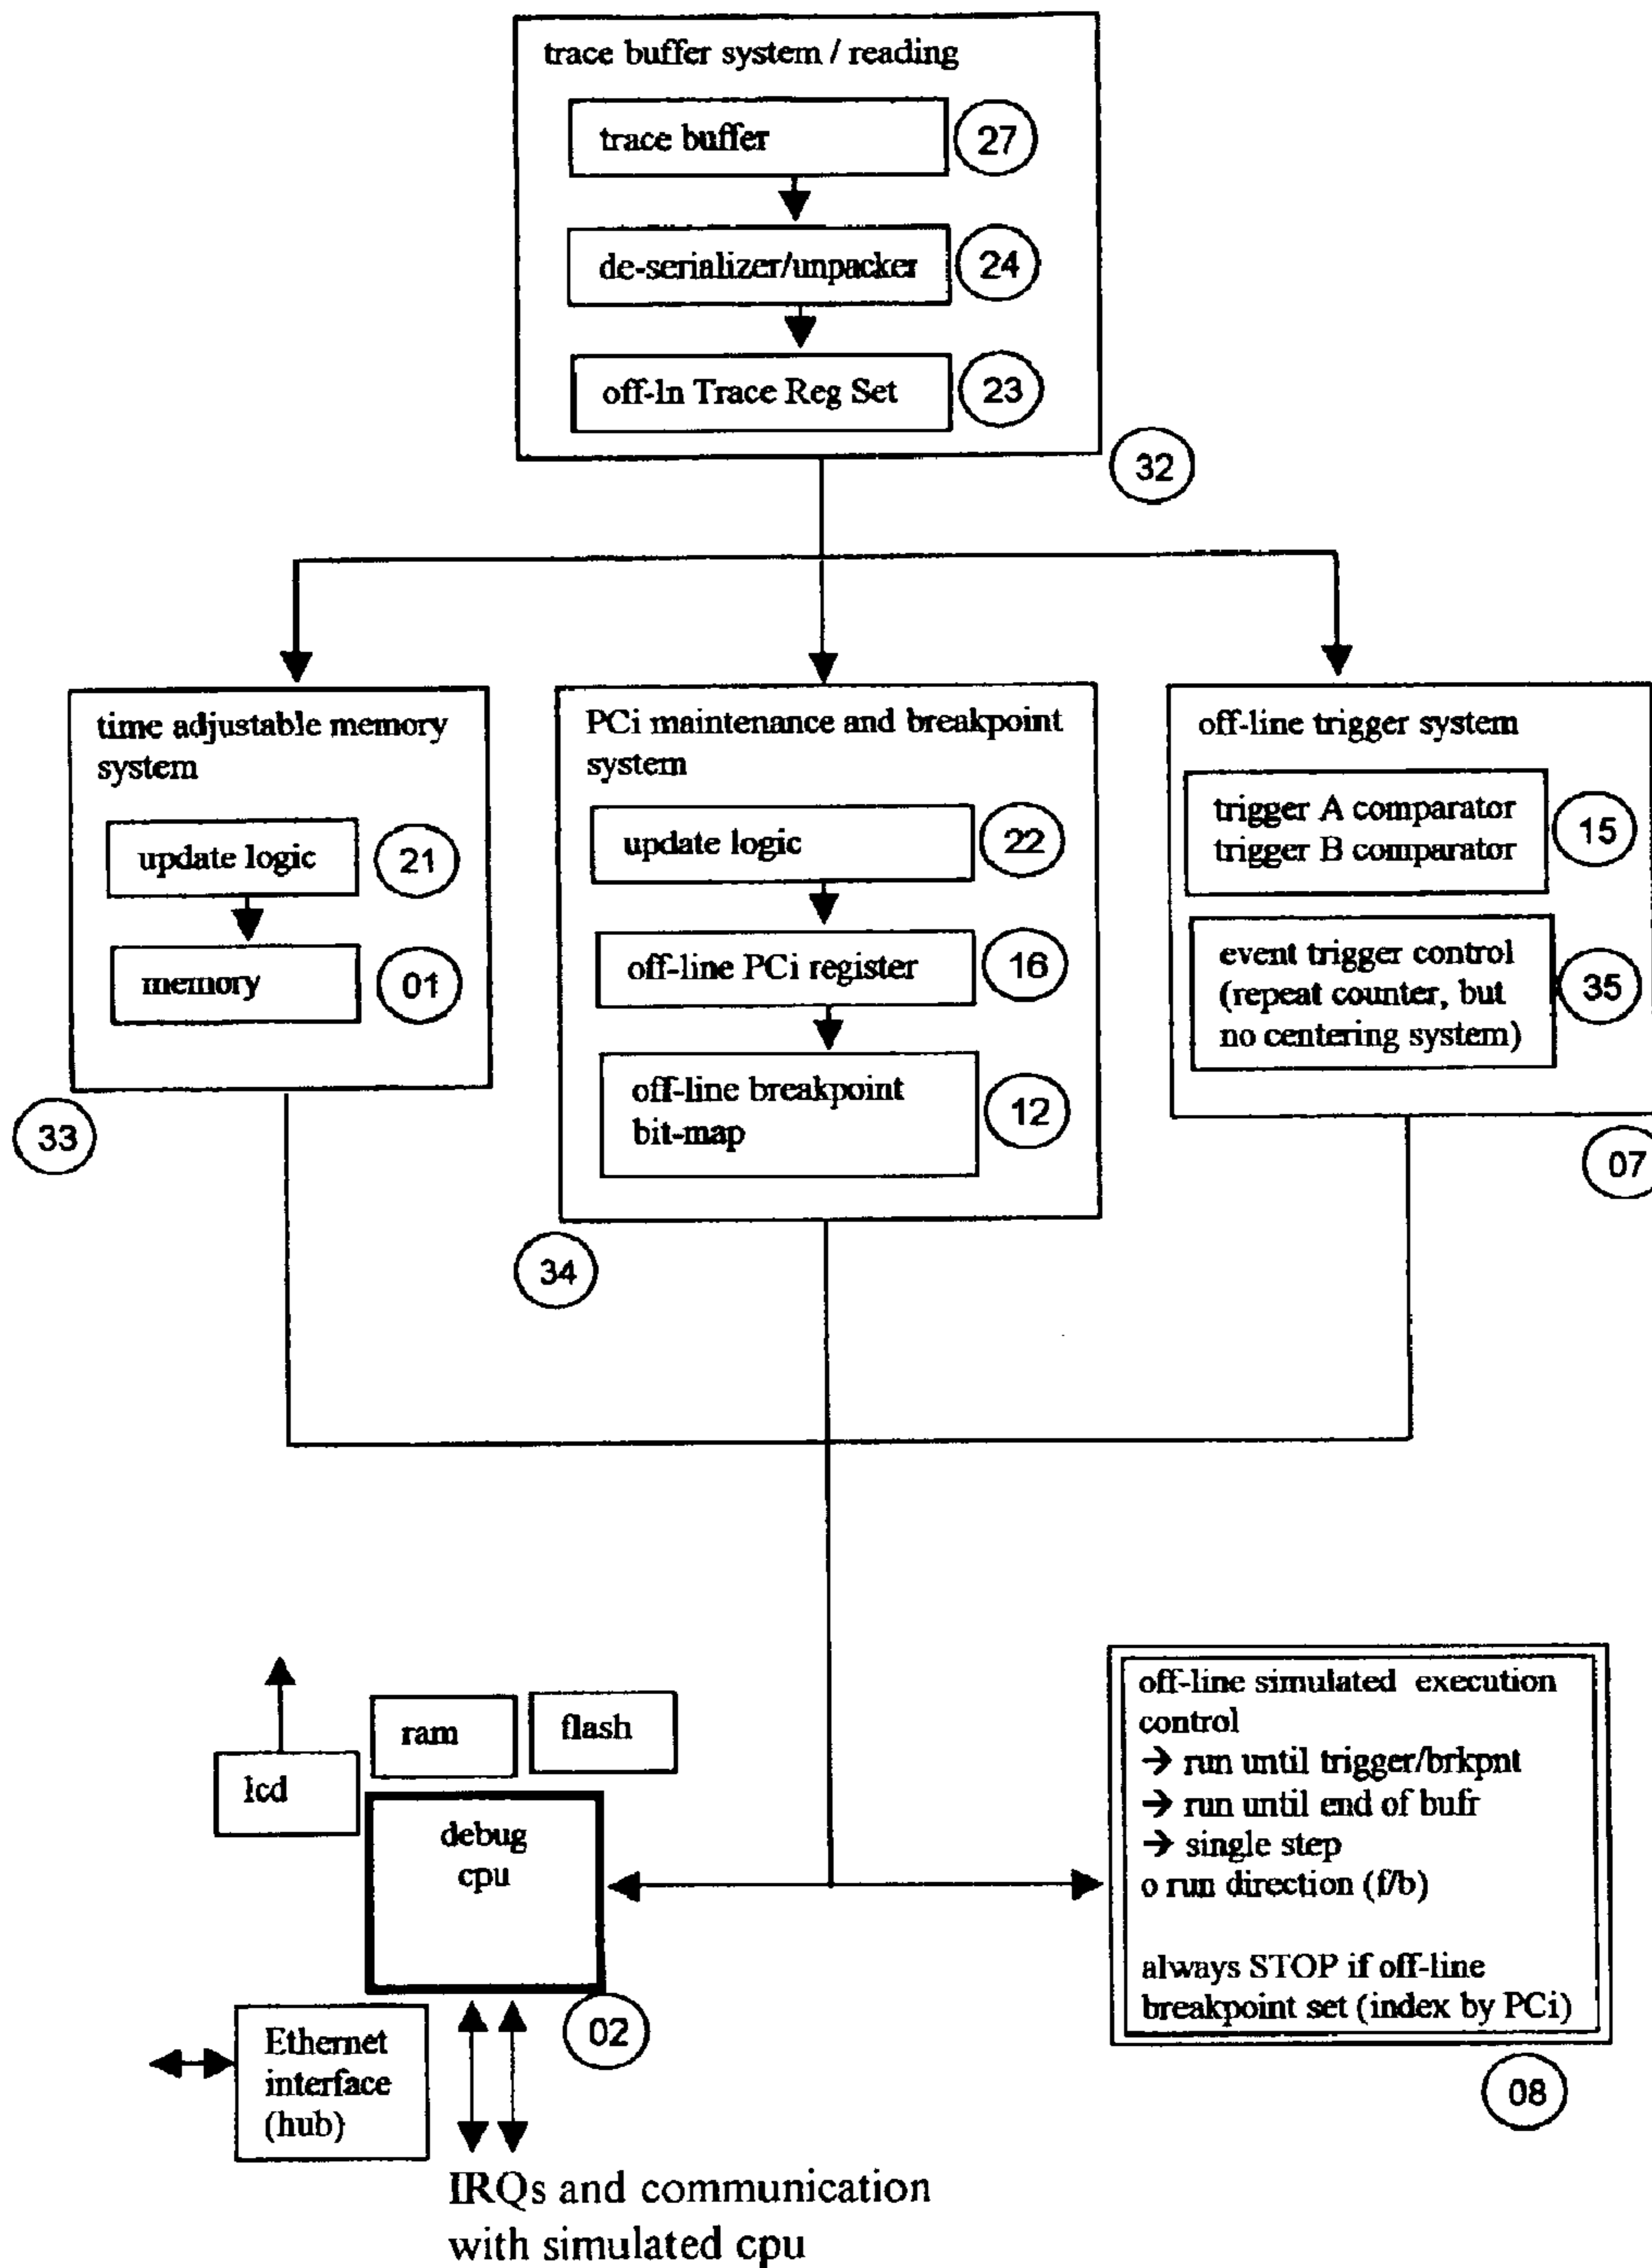 trace buffer system / reading
trace buffer
27
de-serializer/unpacker
24
off-ln Trace Reg Set
23
32
time adjustable memory
system
update logic
21
memory
01
33
PCi maintenance and breakpoint
system
update logic
22
off-line PCi register
16
off-line breakpoint
bit-map
12
34
off-line trigger system
trigger A comparator
trigger B comparator
15
event trigger control
(repeat counter, but
no centering system)
35
07
lcd
ram
flash
debug
cpu
02
Ethernet
interface
(hub)
IRQs and communication
with simulated cpu
off-line simulated execution
control
→ run until trigger/brkpnt
→ run until end of bufr
→ single step
o run direction (f/b)
always STOP if off-line
breakpoint set (index by PCi)
08